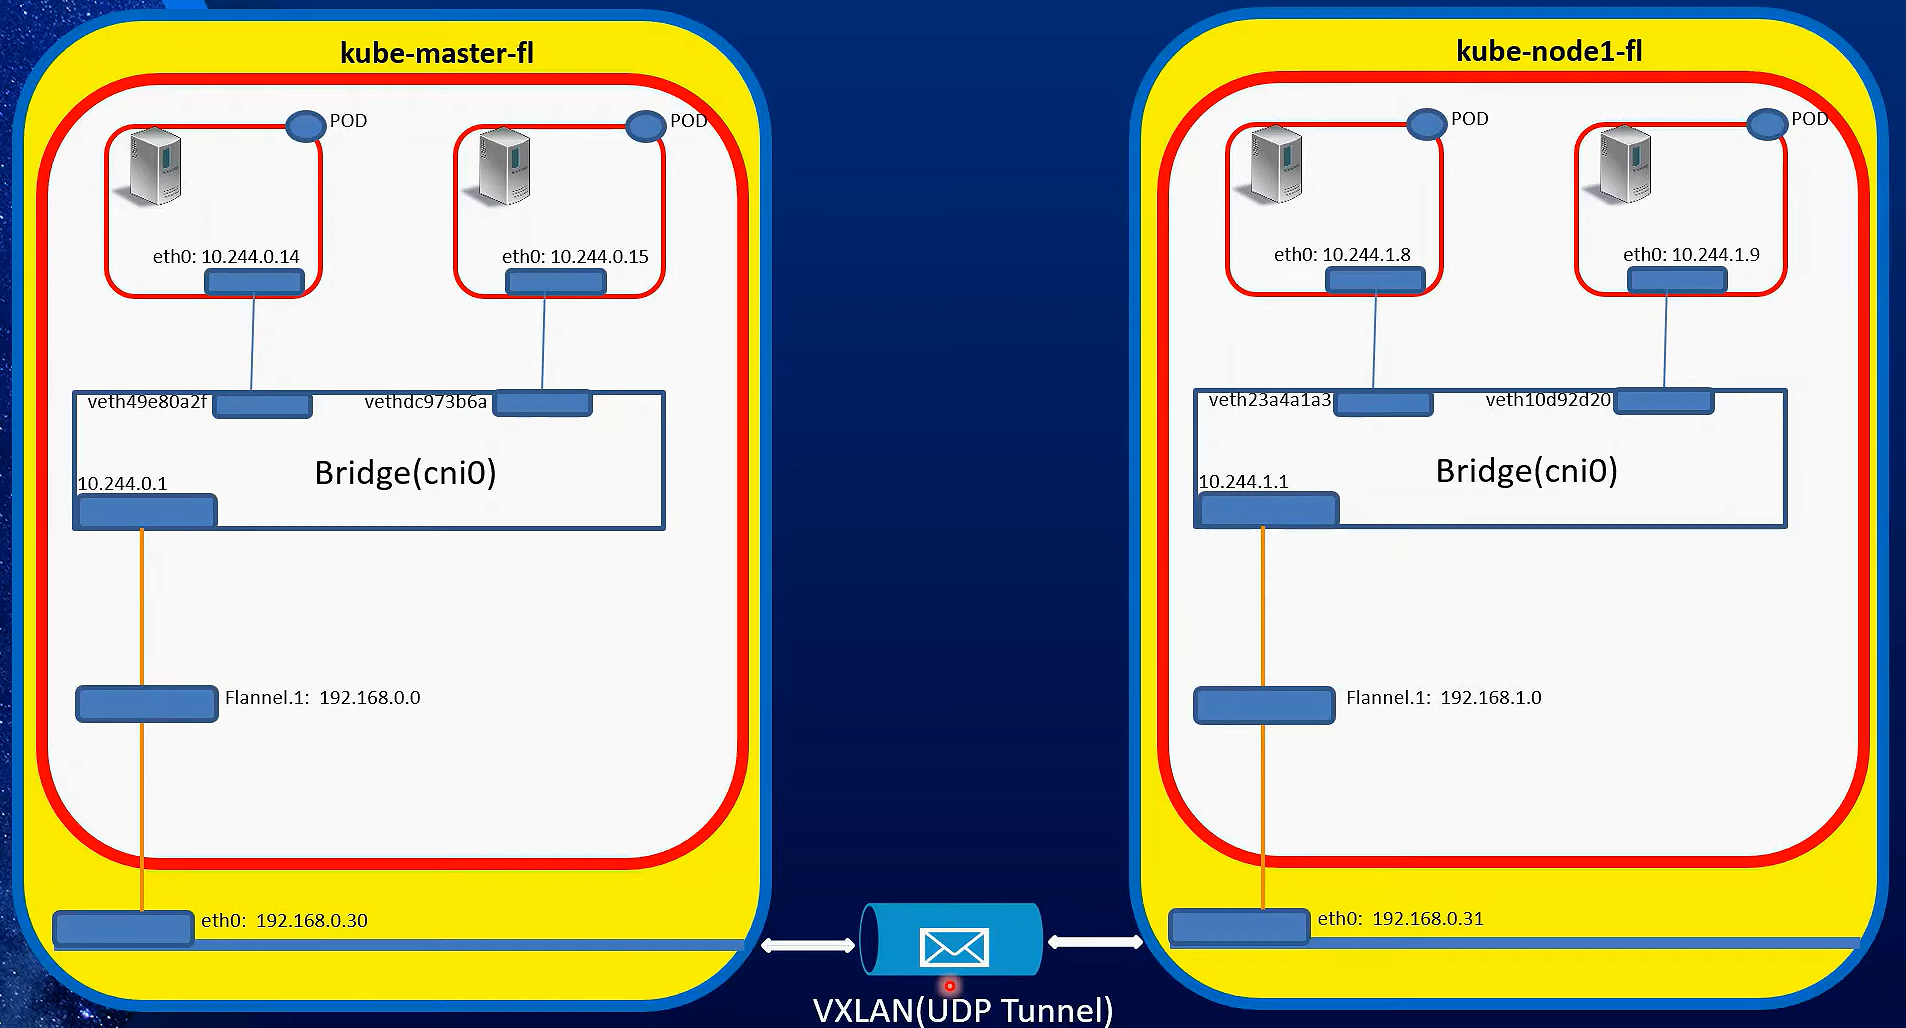 kube-master-fl
POD
POD
eth0: 10.244.0.14
eth0: 10.244.0.15
veth49e80a2f
vethdc973b6a
Bridge(cni0)
10.244.0.1
Flannel.1: 192.168.0.0
eth0: 192.168.0.30
kube-node1-fl
POD
POD
eth0: 10.244.1.8
eth0: 10.244.1.9
veth23a4a1a3
veth10d92d20
Bridge(cni0)
10.244.1.1
Flannel.1: 192.168.1.0
eth0: 192.168.0.31
VXLAN(UDP Tunnel)